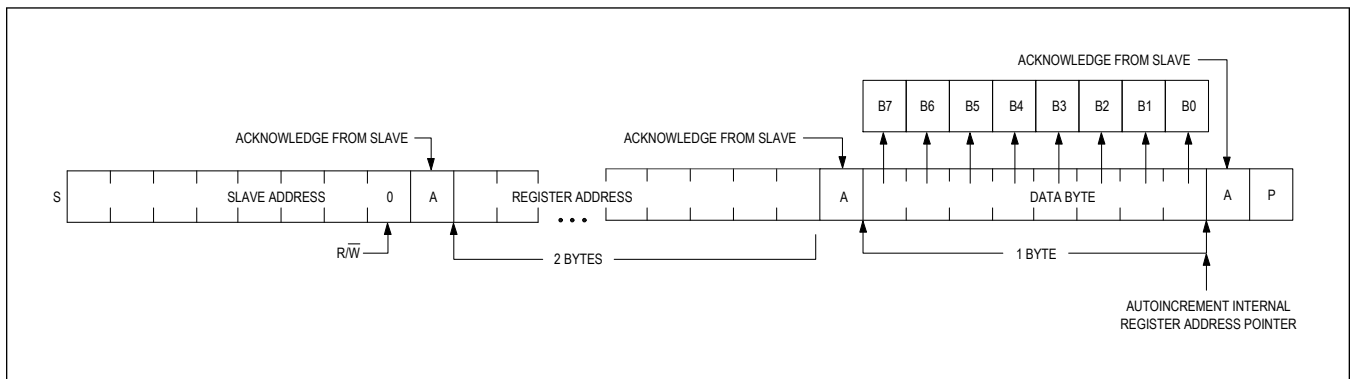 ACKNOWLEDGE FROM SLAVE
B7 B6 B5 B4 B3 B2 B1 B0
ACKNOWLEDGE FROM SLAVE
ACKNOWLEDGE FROM SLAVE
S SLAVE ADDRESS 0 A REGISTER ADDRESS A DATA BYTE A P
R/W̅
2 BYTES
1 BYTE
AUTOINCREMENT INTERNAL
REGISTER ADDRESS POINTER